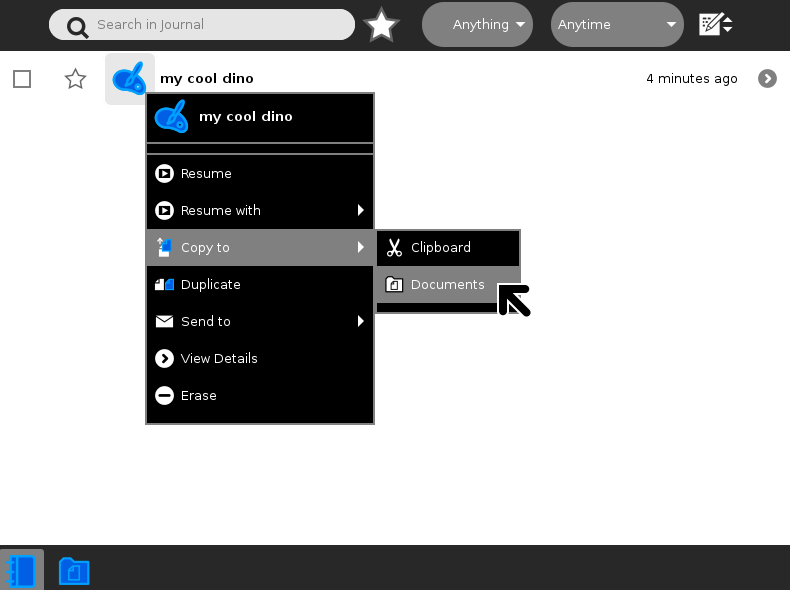 Search in Journal
Anything
Anytime
my cool dino
4 minutes ago
my cool dino
Resume
Resume with
Copy to
Clipboard
Duplicate
Documents
Send to
View Details
Erase